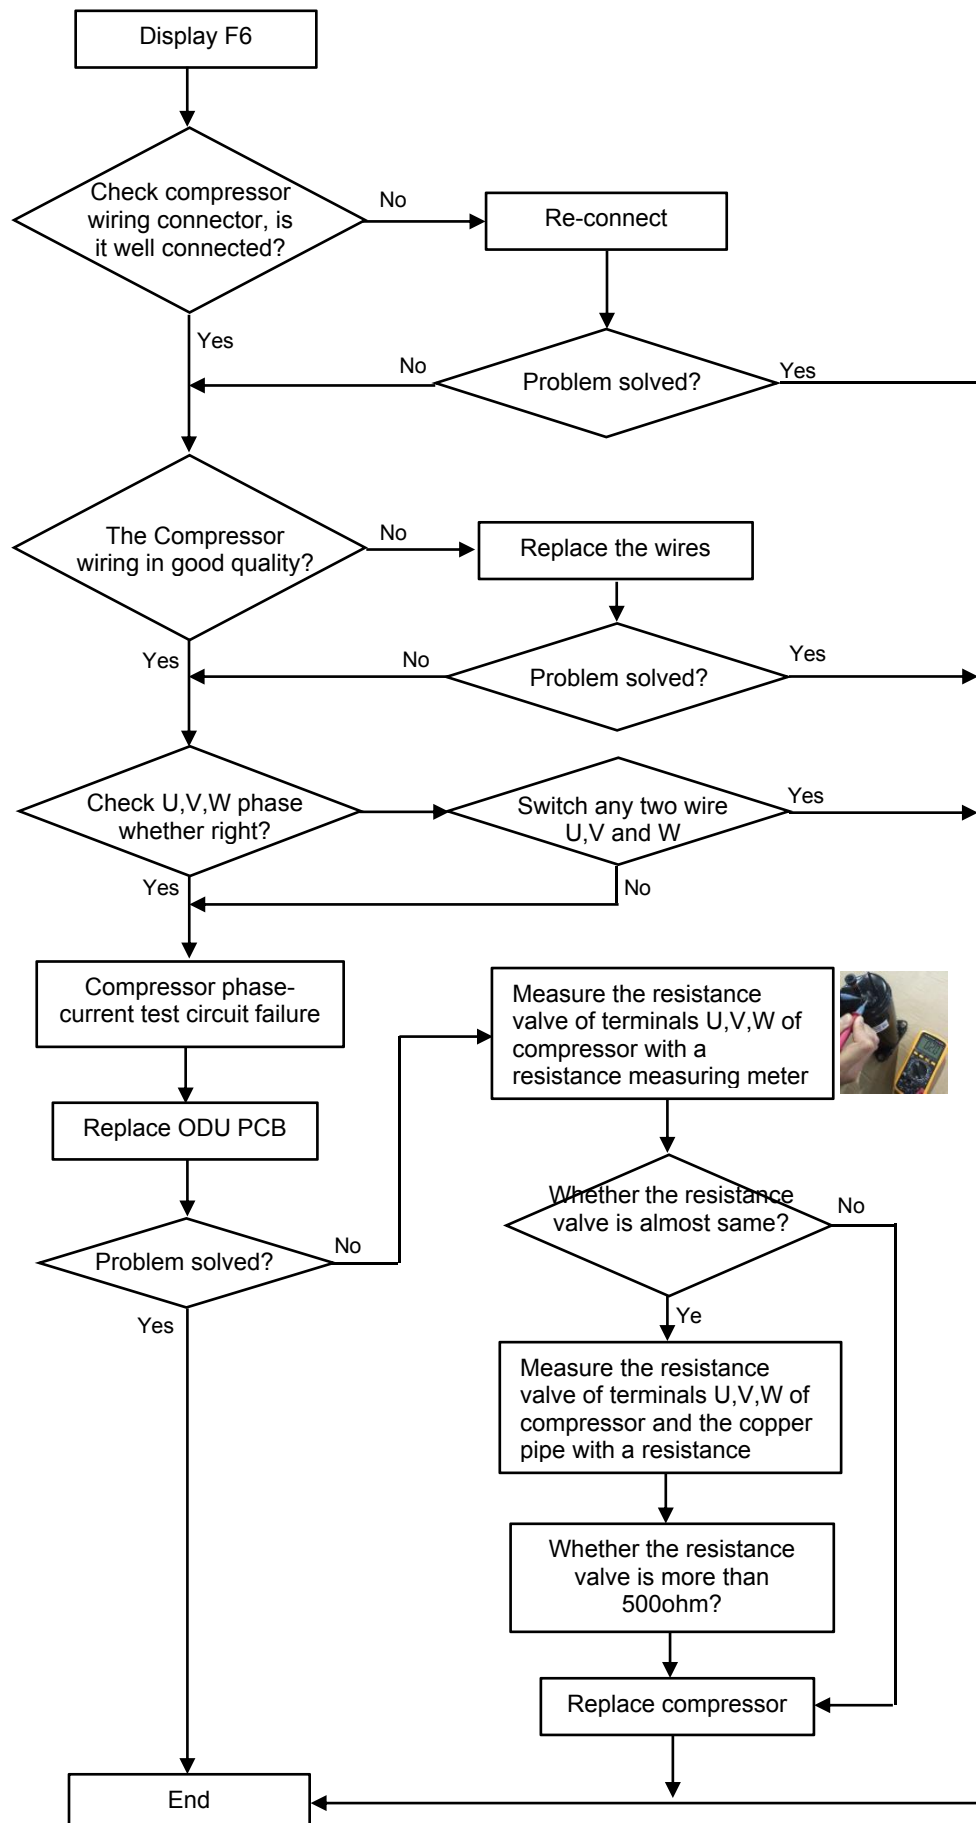 Display F6
Check compressor
wiring connector, is
it well connected?
No
Re-connect
Yes
No
Problem solved?
Yes
The Compressor
wiring in good quality?
No
Replace the wires
Yes
No
Problem solved?
Yes
Check U,V,W phase
whether right?
Switch any two wire
U,V and W
Yes
Yes
No
Compressor phase-
current test circuit failure
Measure the resistance
valve of terminals U,V,W of
compressor with a
resistance measuring meter
Replace ODU PCB
Whether the resistance
valve is almost same?
No
Problem solved?
No
Yes
Ye
Measure the resistance
valve of terminals U,V,W of
compressor and the copper
pipe with a resistance
Whether the resistance
valve is more than
500ohm?
Replace compressor
End